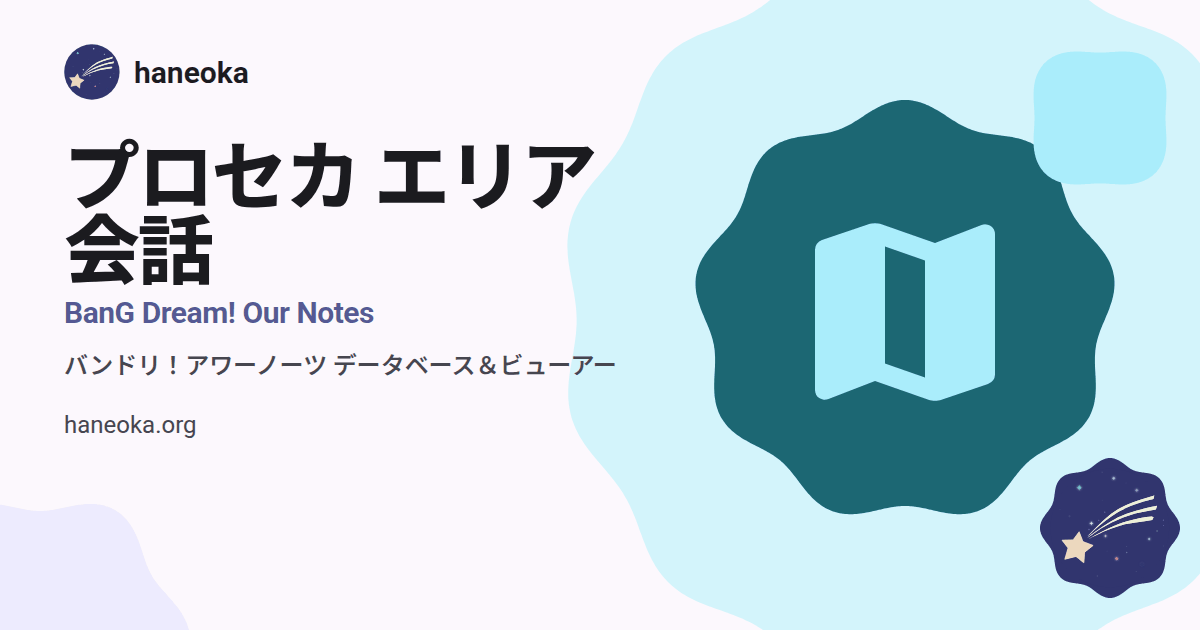 haneoka
プロセカ エリア
会話
BanG Dream! Our Notes
バンドリ！アワーノーツ データベース＆ビューアー
haneoka.org